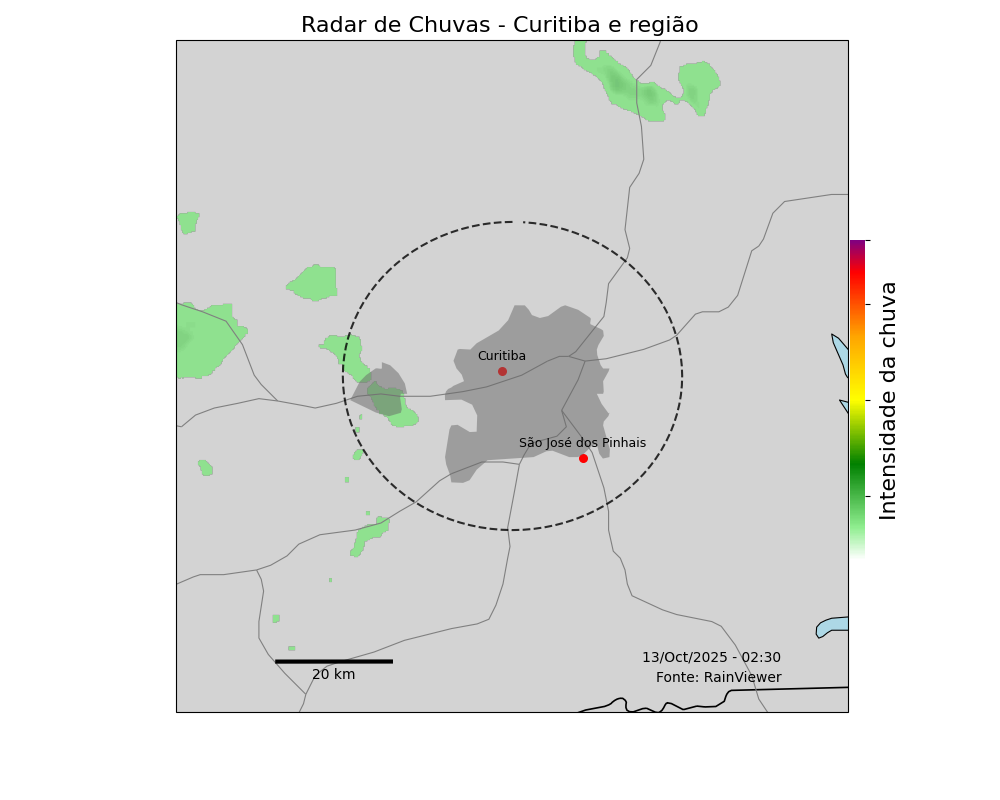 Radar de Chuvas - Curitiba e região
Curitiba
São José dos Pinhais
Intensidade da chuva
13/Oct/2025 - 02:30
Fonte: RainViewer
20 km